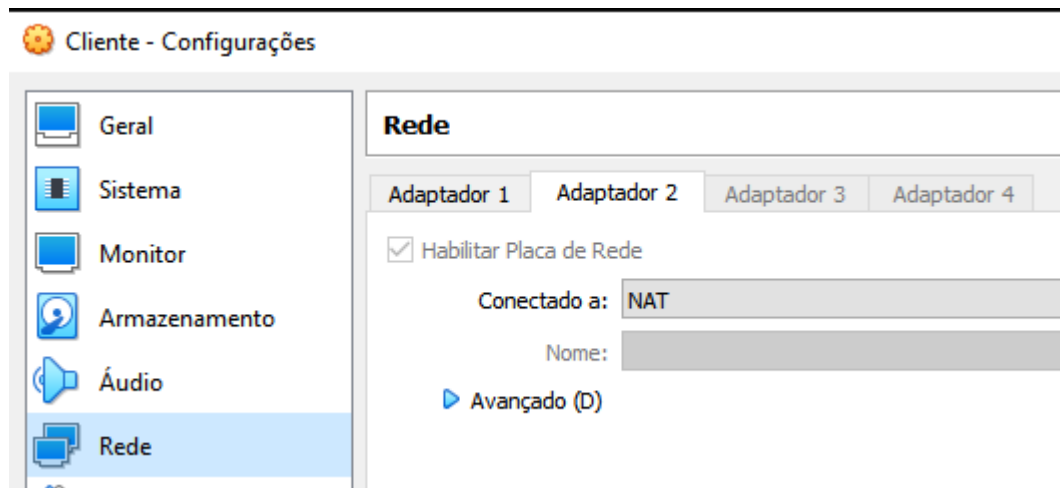 Cliente - Configurações
Geral
Sistema
Monitor
Armazenamento
Áudio
Rede
Rede
Adaptador 1 Adaptador 2 Adaptador 3 Adaptador 4
Habilitar Placa de Rede
Conectado a: NAT
Nome:
Avançado (D)